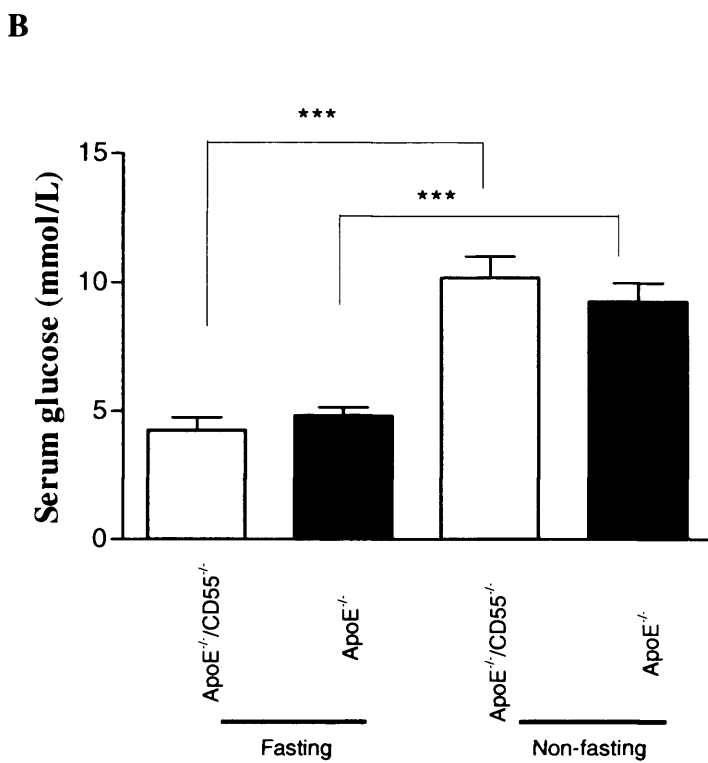 B
***
***
Serum glucose (mmol/L)
15
10
5
0
ApoE⁻/⁻/CD55⁻/⁻
ApoE⁻/⁻
ApoE⁻/⁻/CD55⁻/⁻
ApoE⁻/⁻
Fasting
Non-fasting